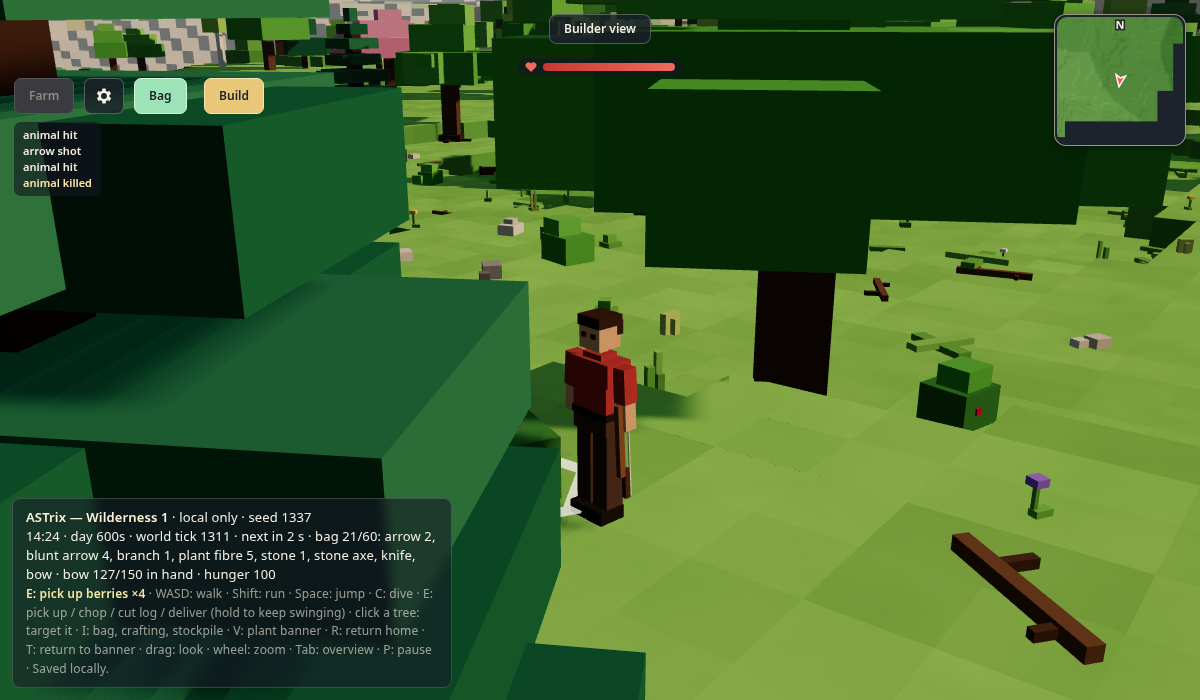 Builder view
N
Farm
Bag
Build
animal hit
arrow shot
animal hit
animal killed
ASTrix — Wilderness 1 · local only · seed 1337
14:24 · day 600s · world tick 1311 · next in 2 s · bag 21/60: arrow 2,
blunt arrow 4, branch 1, plant fibre 5, stone 1, stone axe, knife,
bow · bow 127/150 in hand · hunger 100
E: pick up berries ×4 · WASD: walk · Shift: run · Space: jump · C: dive · E:
pick up / chop / cut log / deliver (hold to keep swinging) · click a tree:
target it · I: bag, crafting, stockpile · V: plant banner · R: return home ·
T: return to banner · drag: look · wheel: zoom · Tab: overview · P: pause
· Saved locally.